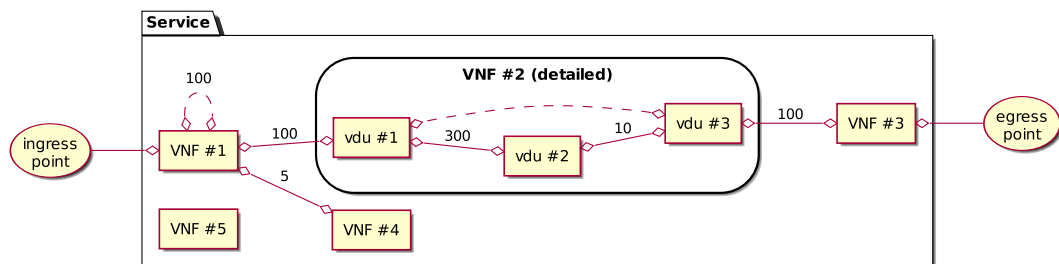 Service
100
VNF #2 (detailed)
ingress
point
VNF #1
100
vdu #1
300
vdu #2
10
vdu #3
100
VNF #3
egress
point
5
VNF #5
VNF #4